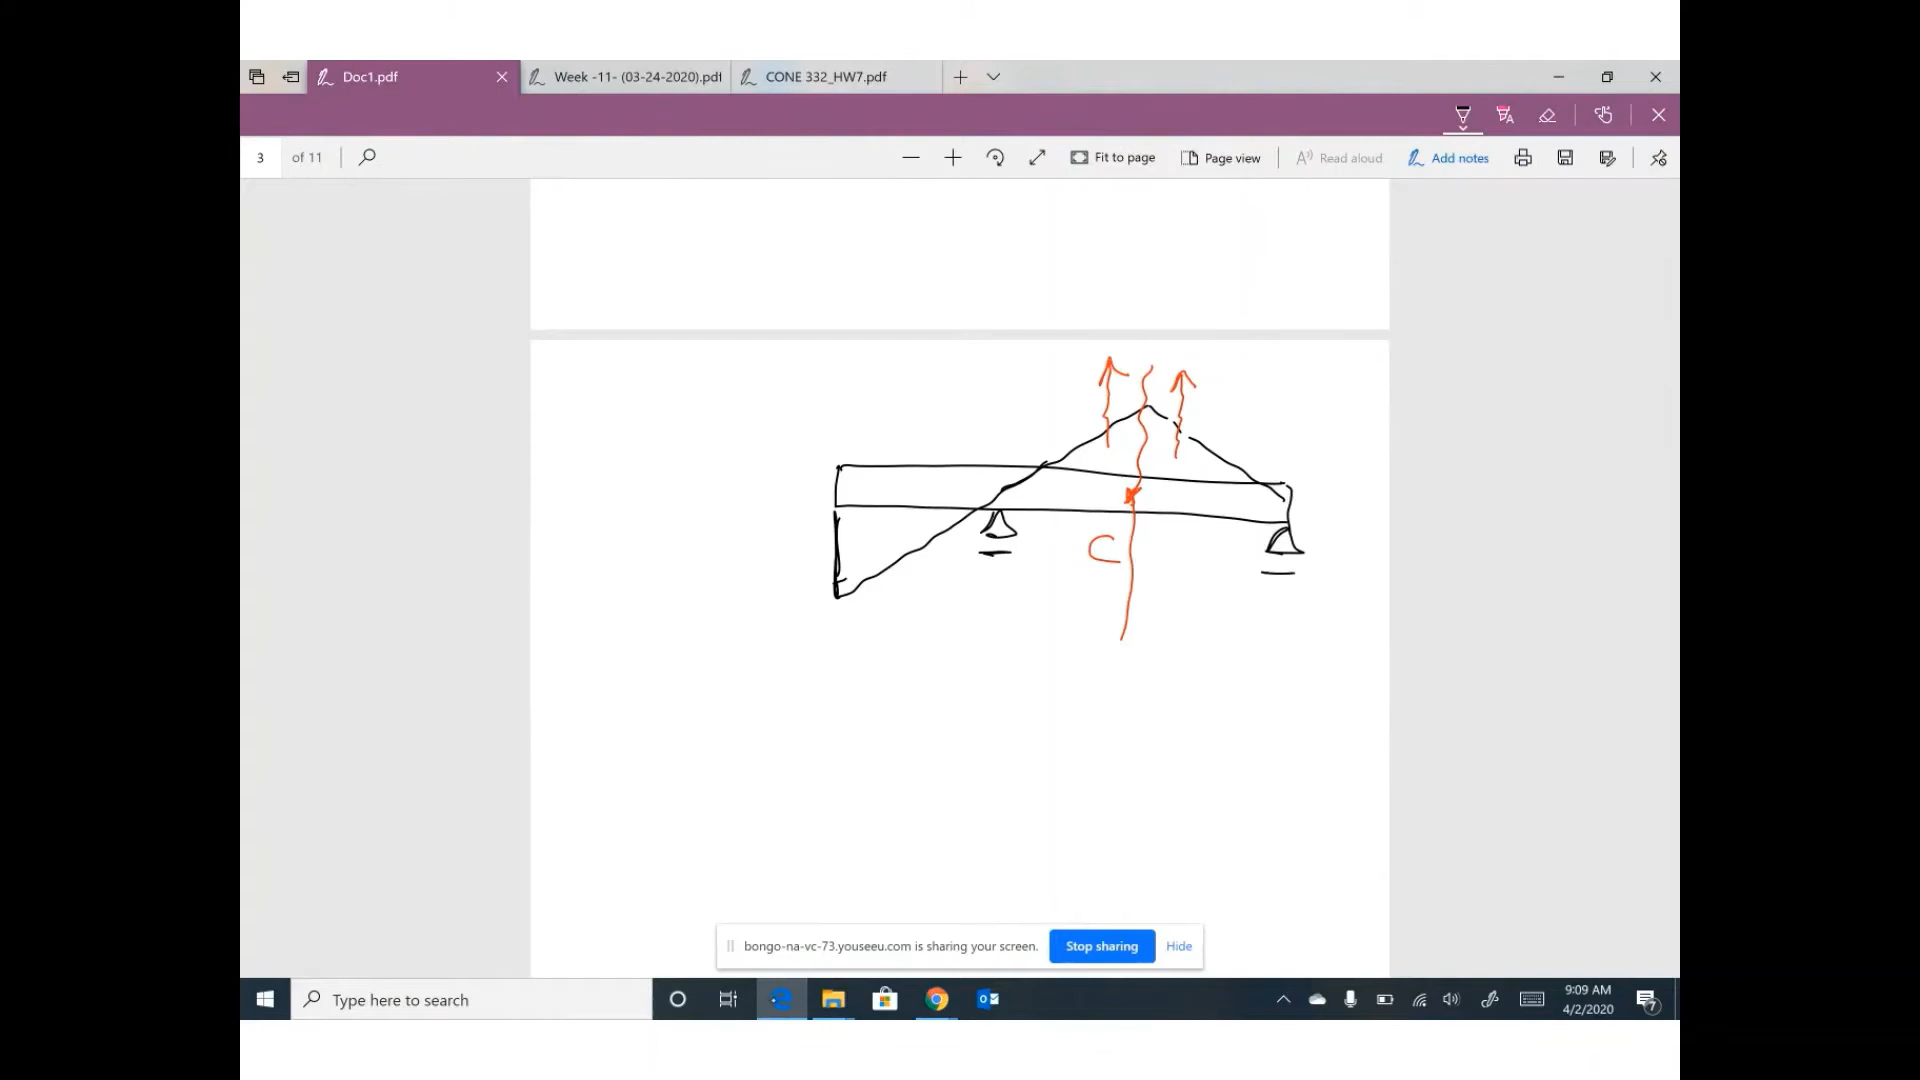 Doc1.pdf
Week -11- (03-24-2020).pdf
CONE 332_HW7.pdf
3 of 11
Fit to page
Page view
Read aloud
Add notes
C
bongo-na-vc-73.youseeu.com is sharing your screen.
Stop sharing
Hide
Type here to search
9:09 AM
4/2/2020
7